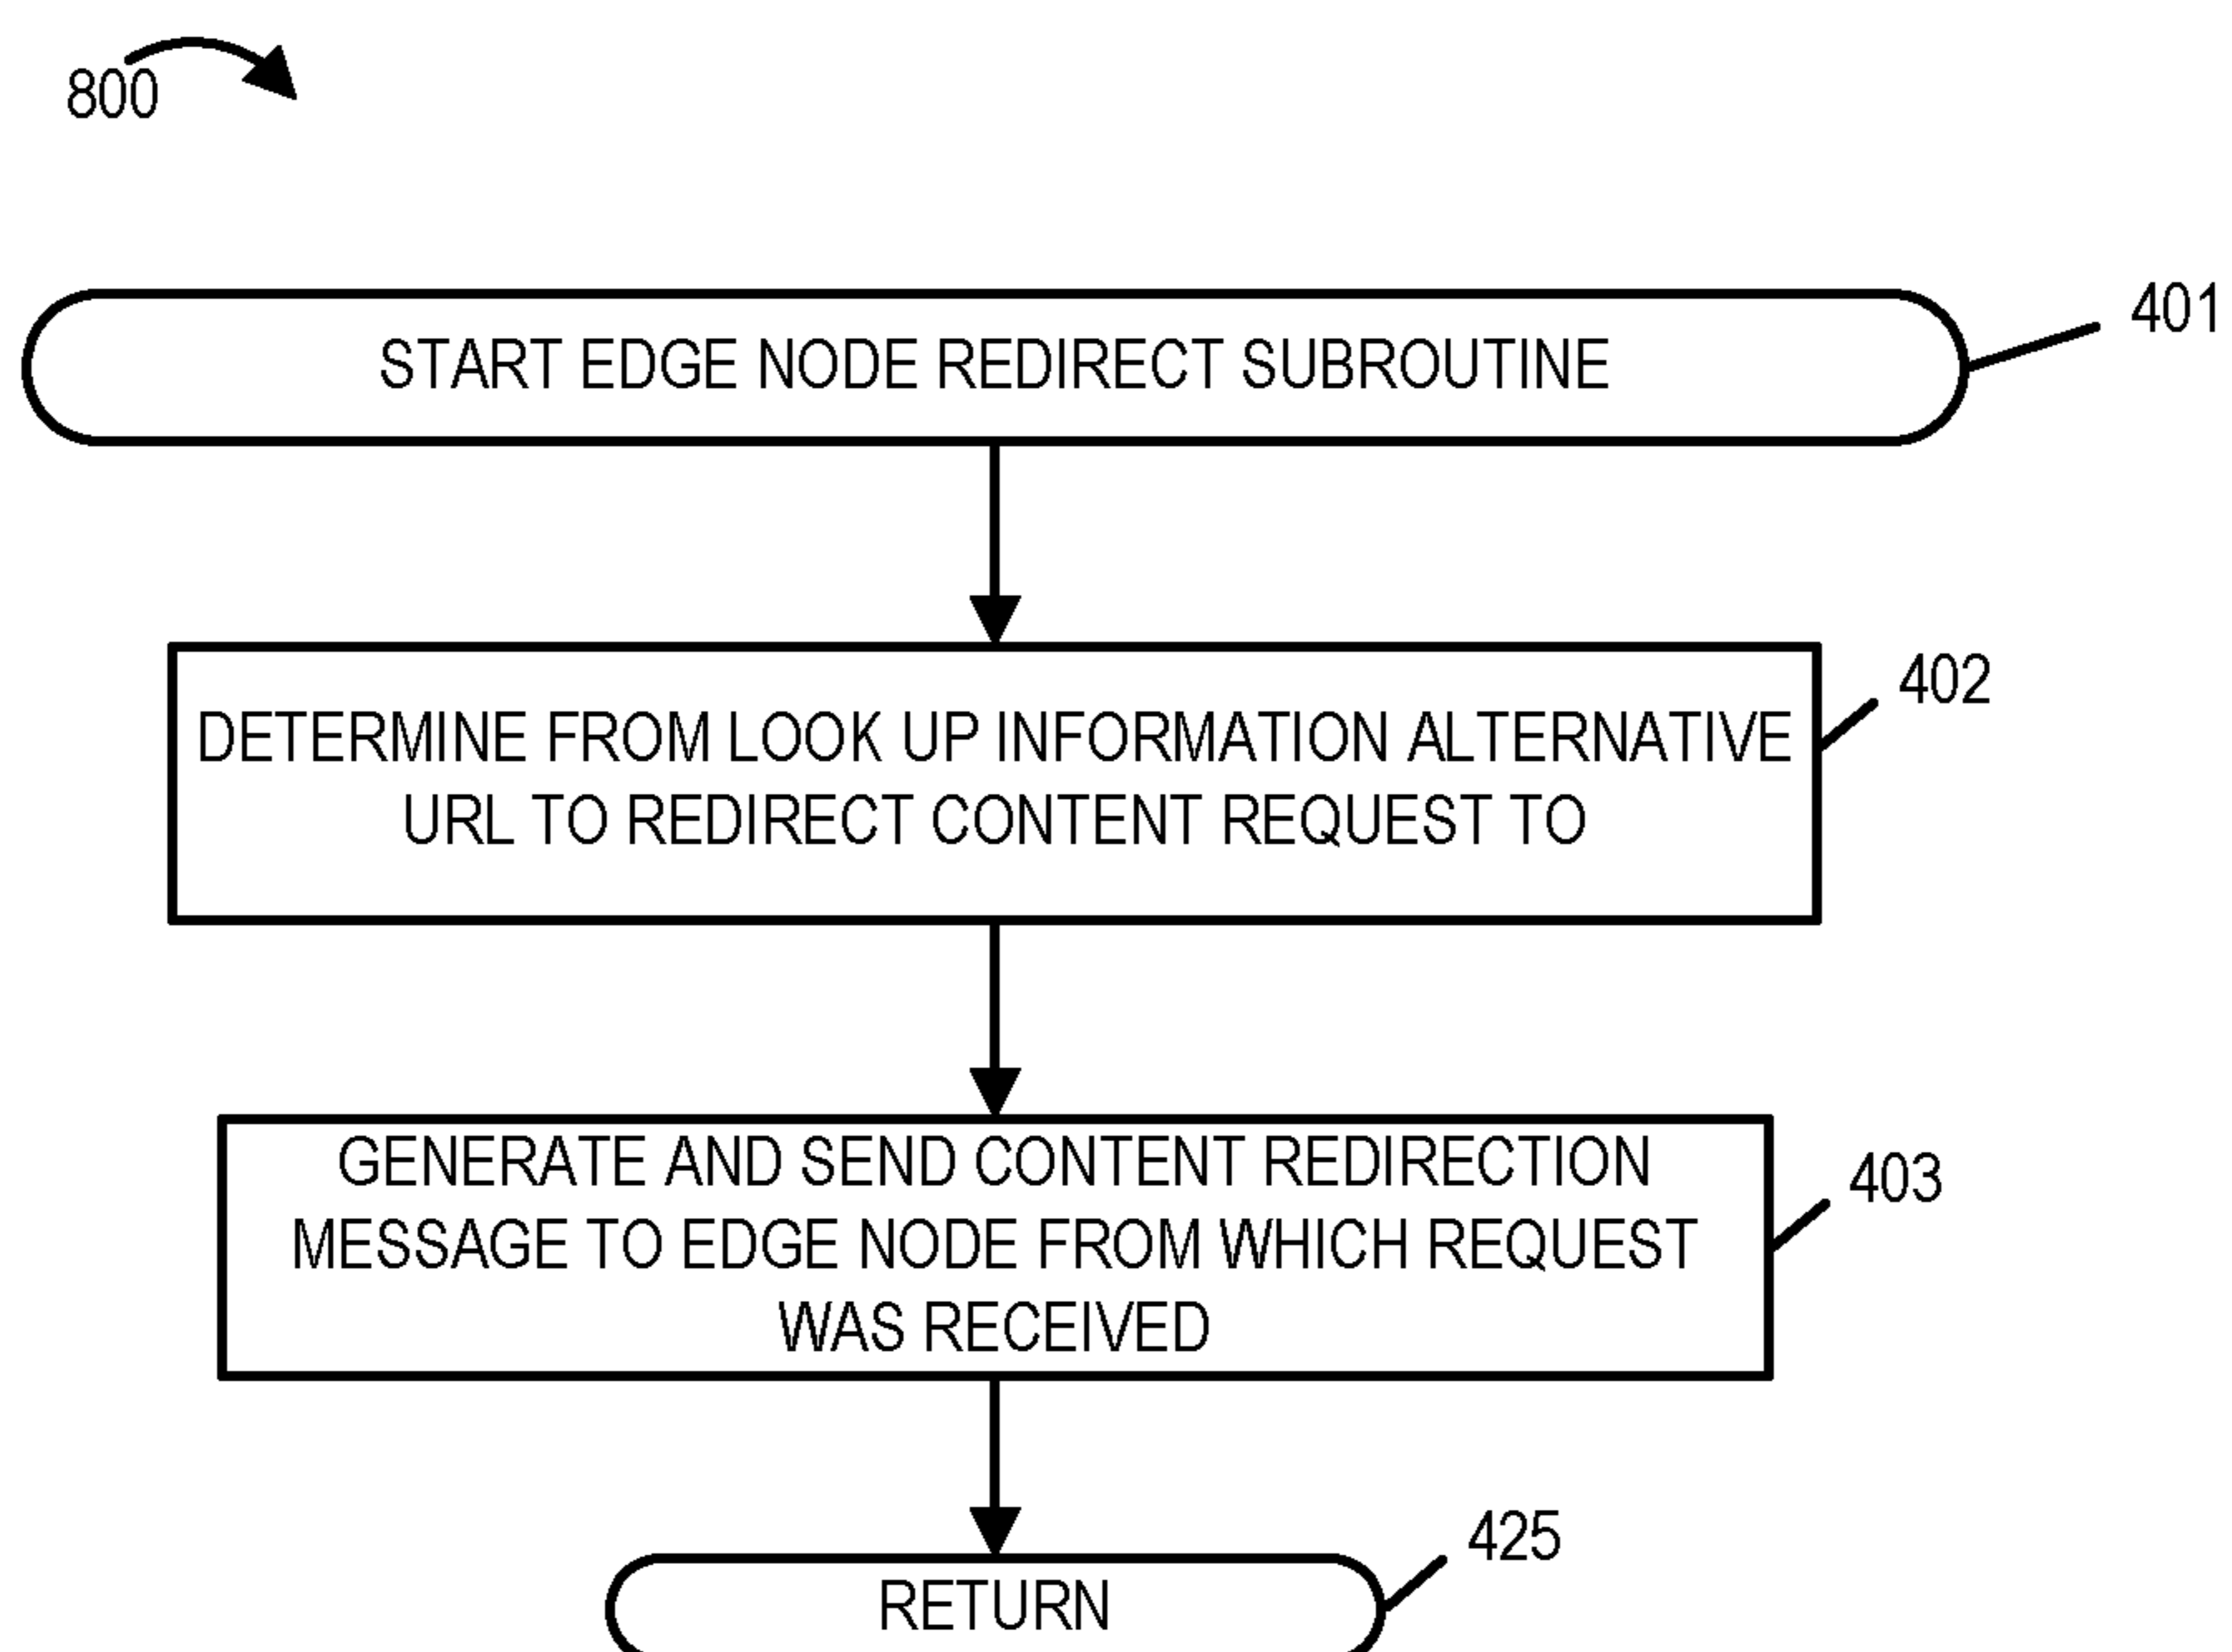 800
START EDGE NODE REDIRECT SUBROUTINE
401
DETERMINE FROM LOOK UP INFORMATION ALTERNATIVE
URL TO REDIRECT CONTENT REQUEST TO
402
GENERATE AND SEND CONTENT REDIRECTION
MESSAGE TO EDGE NODE FROM WHICH REQUEST
WAS RECEIVED
403
RETURN
425